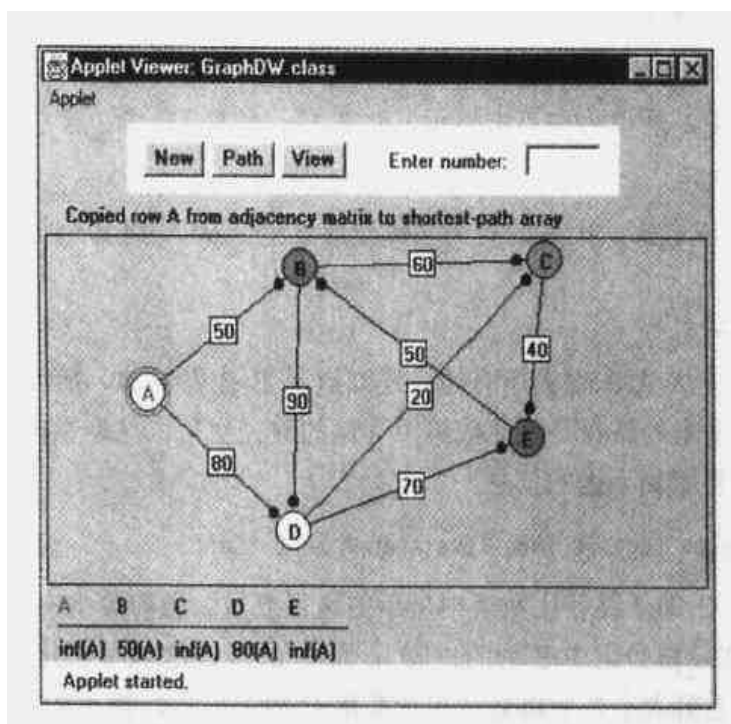 Applet Viewer: GraphDW.class
Applet
New Path View Enter number:
Copied row A from adjacency matrix to shortest-path array
B 60 C
50
50 40
A 90 20
E
80
70
D
A B C D E
inf(A) 50(A) inf(A) 80(A) inf(A)
Applet started.